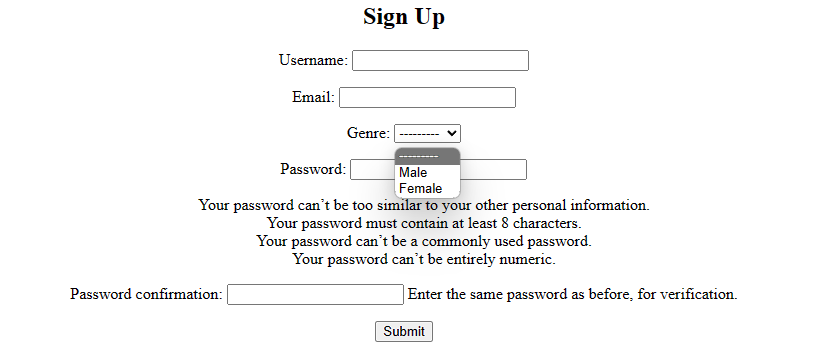 Sign Up
Username:
Email:
Genre: ---------
---------
Male
Female
Password:
Your password can’t be too similar to your other personal information.
Your password must contain at least 8 characters.
Your password can’t be a commonly used password.
Your password can’t be entirely numeric.
Password confirmation: Enter the same password as before, for verification.
Submit